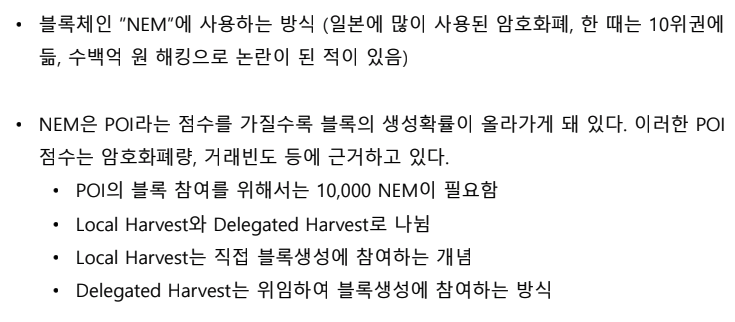 • 블록체인 "NEM"에 사용하는 방식 (일본에 많이 사용된 암호화폐, 한 때는 10위권에
듦, 수백억 원 해킹으로 논란이 된 적이 있음)
• NEM은 POI라는 점수를 가질수록 블록의 생성확률이 올라가게 돼 있다. 이러한 POI
점수는 암호화폐량, 거래빈도 등에 근거하고 있다.
• POI의 블록 참여를 위해서는 10,000 NEM이 필요함
• Local Harvest와 Delegated Harvest로 나뉨
• Local Harvest는 직접 블록생성에 참여하는 개념
• Delegated Harvest는 위임하여 블록생성에 참여하는 방식